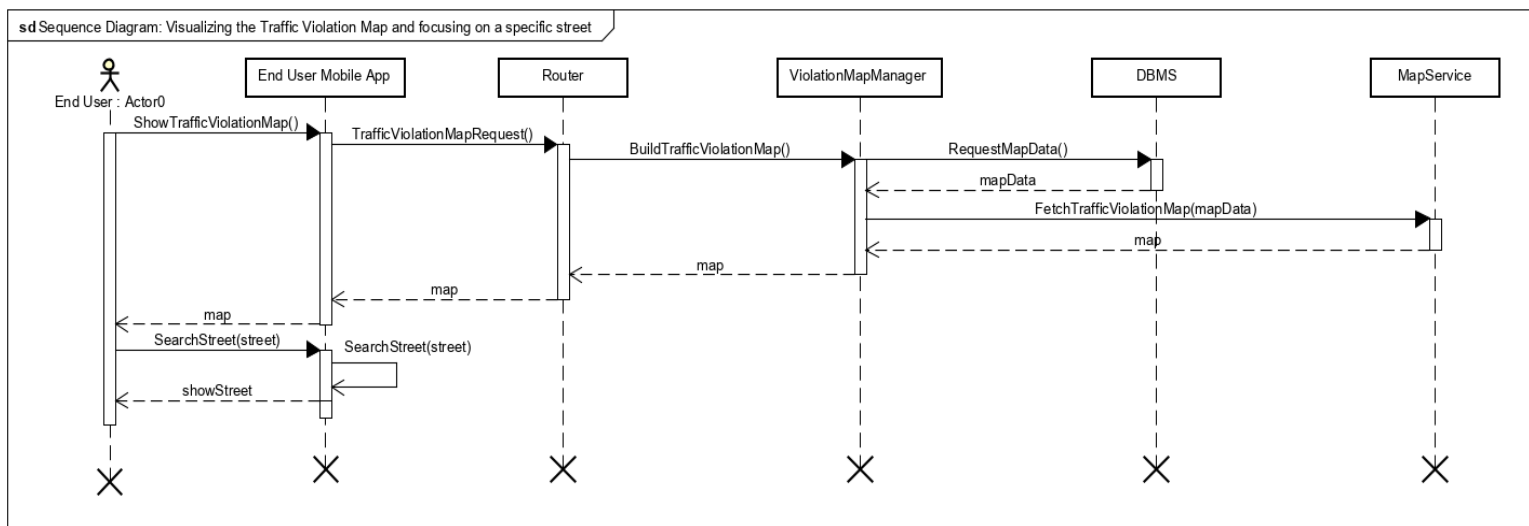 sd Sequence Diagram: Visualizing the Traffic Violation Map and focusing on a specific street
End User : Actor0
End User Mobile App
Router
ViolationMapManager
DBMS
MapService
ShowTrafficViolationMap()
TrafficViolationMapRequest()
BuildTrafficViolationMap()
RequestMapData()
mapData
FetchTrafficViolationMap(mapData)
map
map
map
map
SearchStreet(street)
SearchStreet(street)
showStreet